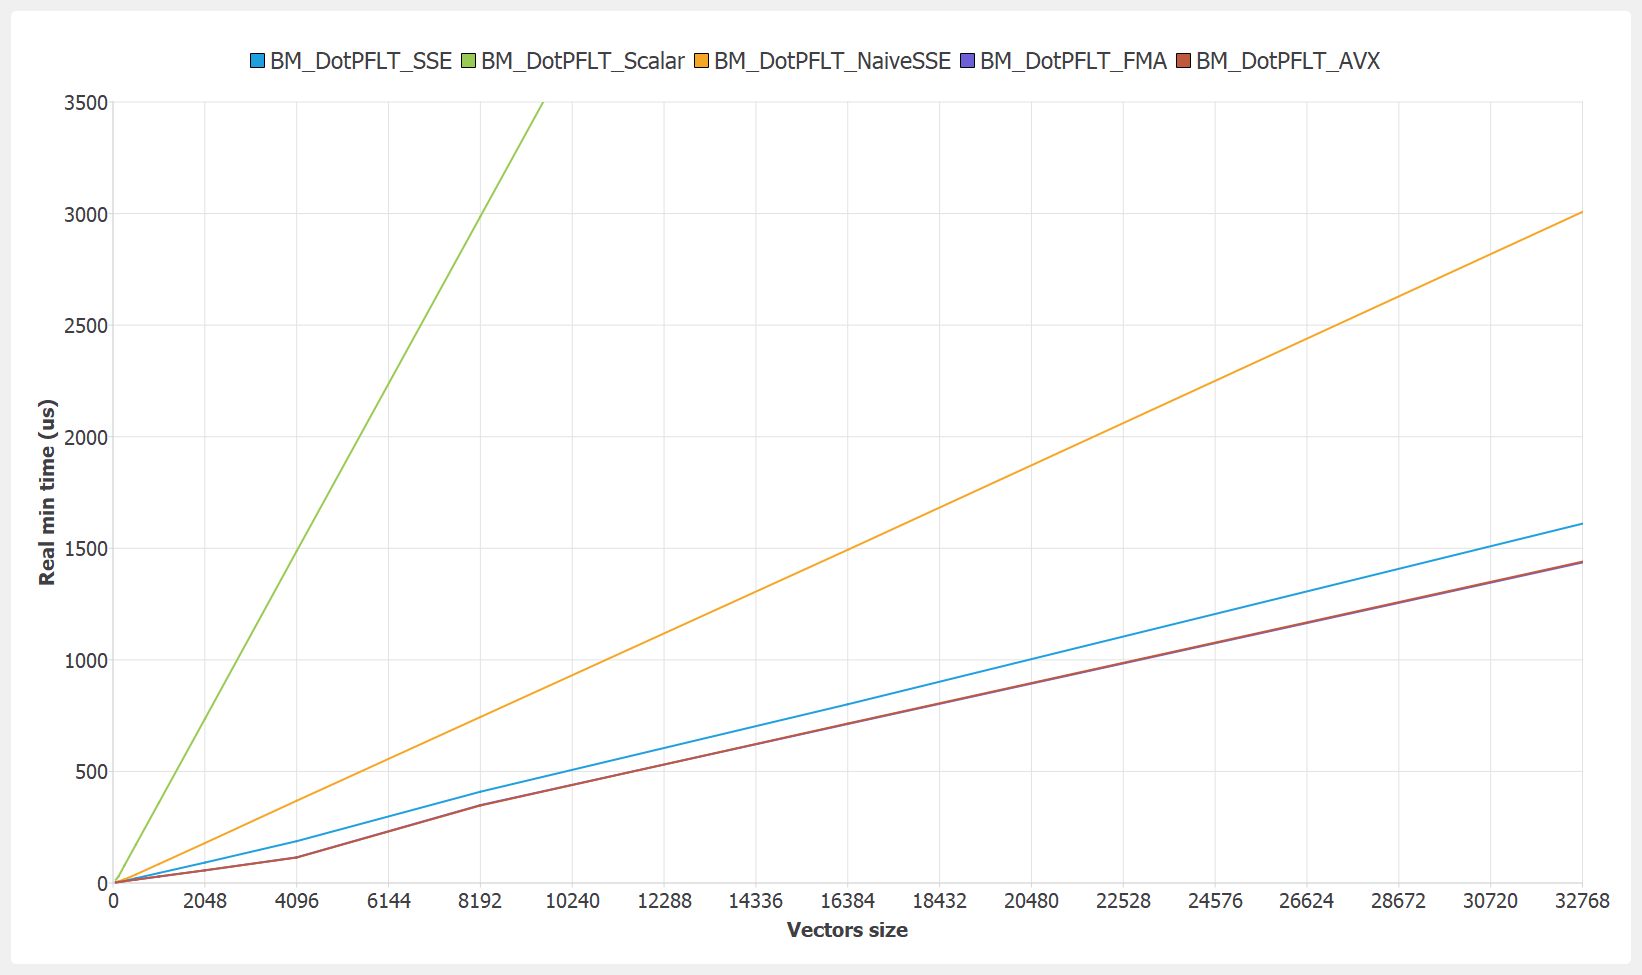 BM_DotPFLT_SSE BM_DotPFLT_Scalar BM_DotPFLT_NaiveSSE BM_DotPFLT_FMA BM_DotPFLT_AVX
3500
3000
2500
2000
1500
1000
500
0
Real min time (us)
0 2048 4096 6144 8192 10240 12288 14336 16384 18432 20480 22528 24576 26624 28672 30720 32768
Vectors size